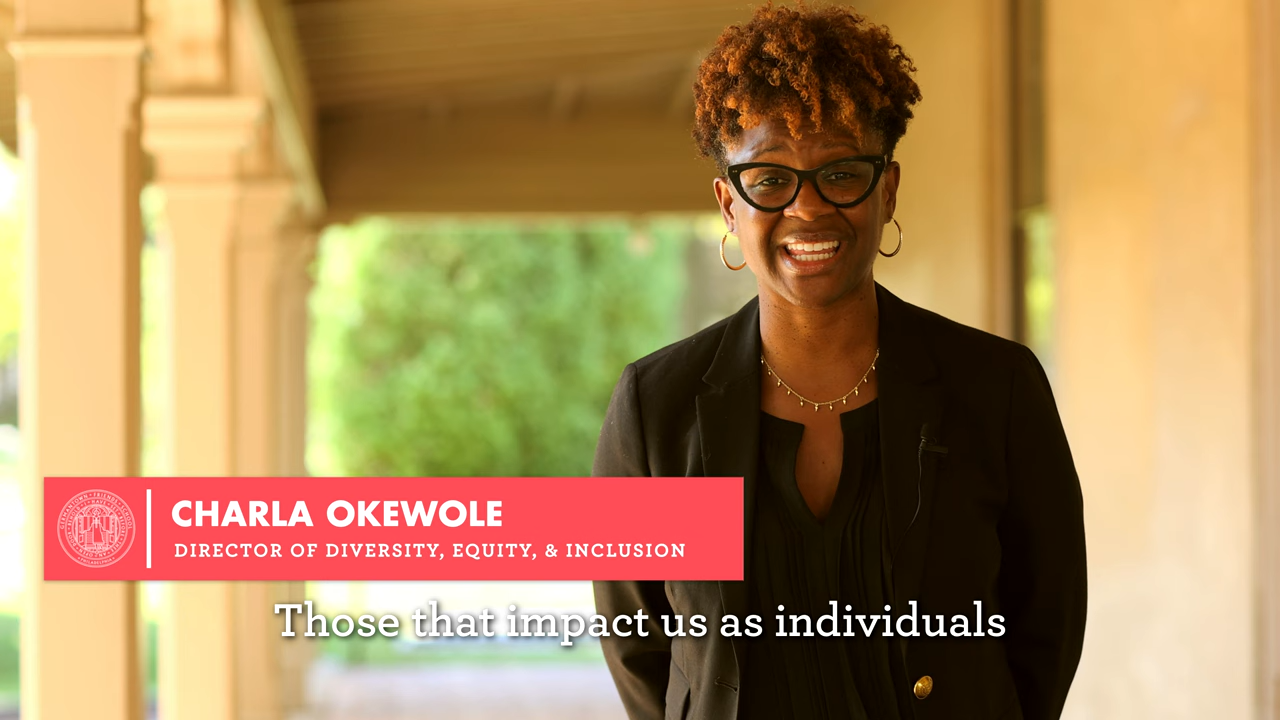 CHARLA OKEWOLE
DIRECTOR OF DIVERSITY, EQUITY, & INCLUSION
Those that impact us as individuals